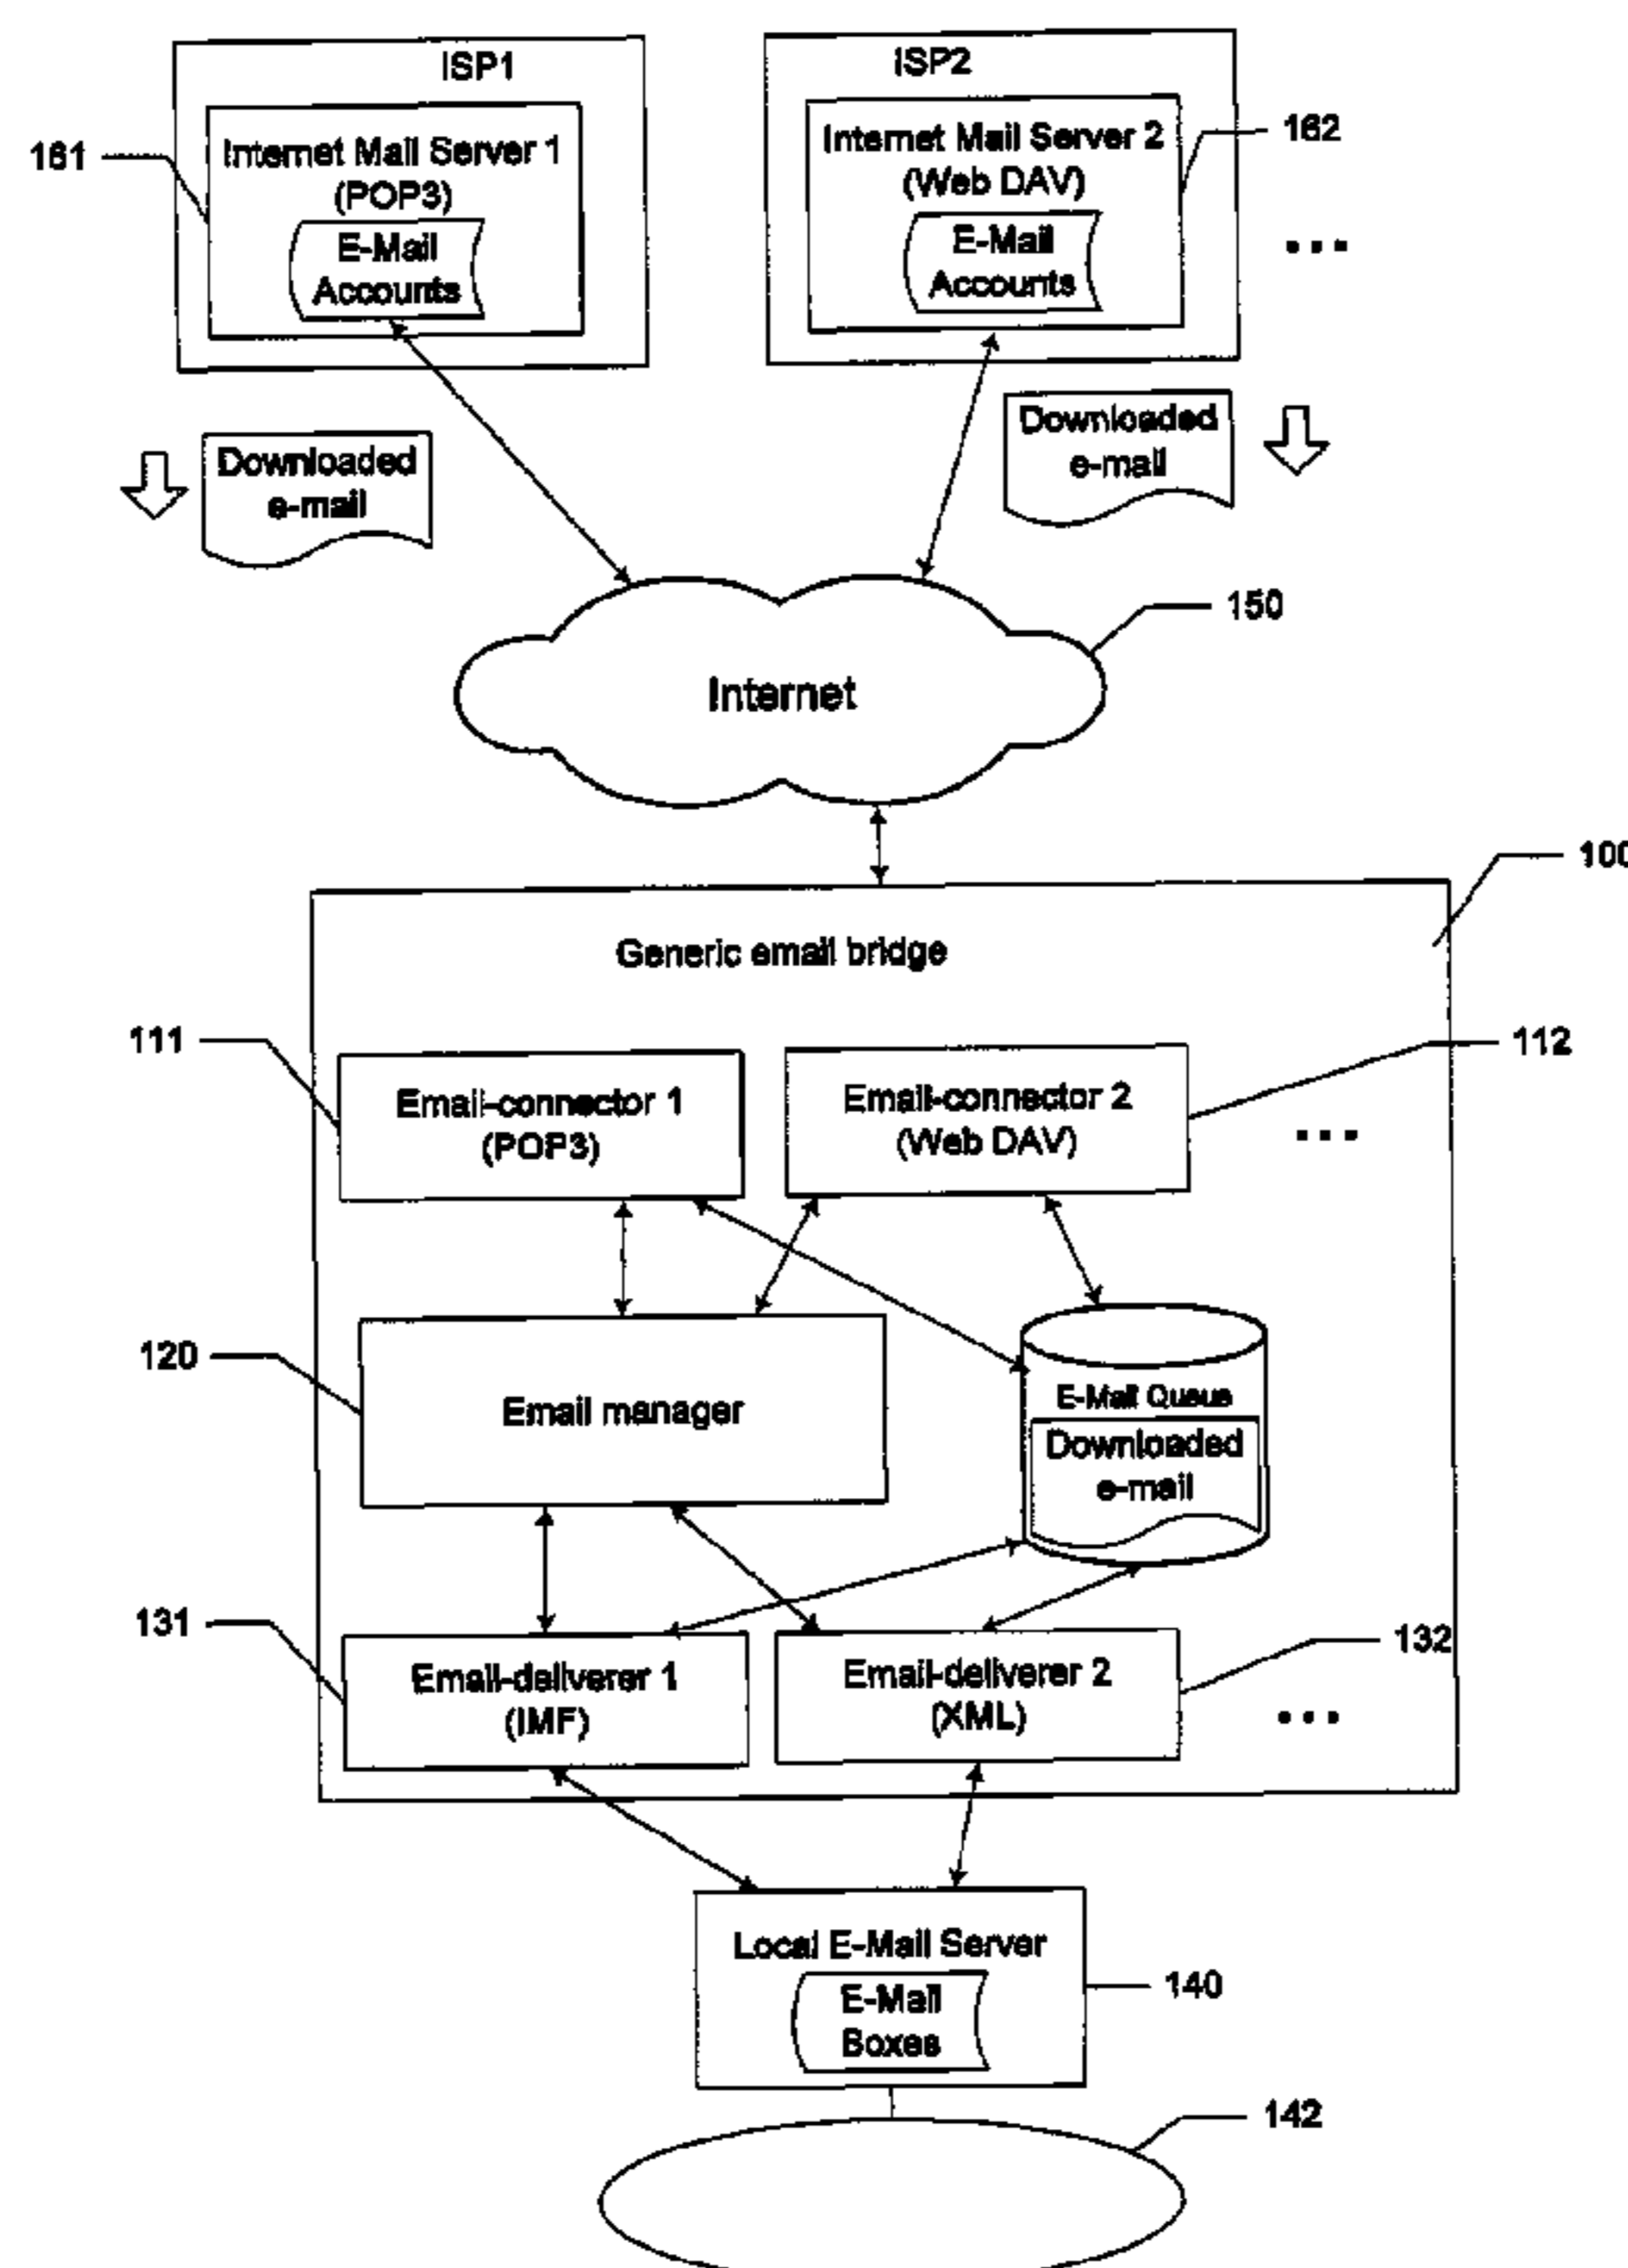 ISP1
ISP2
161
Internet Mail Server 1
(POP3)
E-Mail
Accounts
Internet Mail Server 2
(Web DAV)
E-Mail
Accounts
162
...
Downloaded
e-mail
Downloaded
e-mail
150
Internet
100
Generic email bridge
111
Email-connector 1
(POP3)
Email-connector 2
(Web DAV)
112
...
120
Email manager
E-Mail Queue
Downloaded
e-mail
131
Email-deliverer 1
(IMF)
Email-deliverer 2
(XML)
132
...
Local E-Mail Server
E-Mail
Boxes
140
142